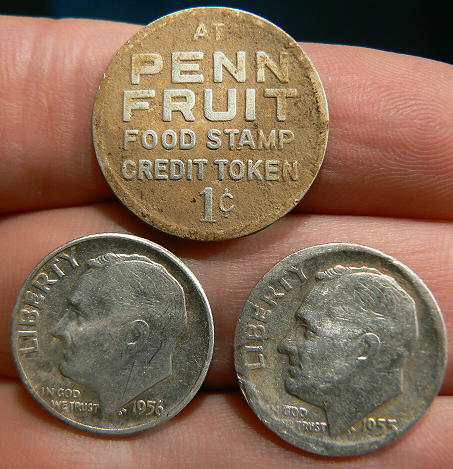 AT
PENN
FRUIT
FOOD STAMP
CREDIT TOKEN
1¢
LIBERTY
IN GOD
WE TRUST
1956
LIBERTY
IN GOD
WE TRUST
1955